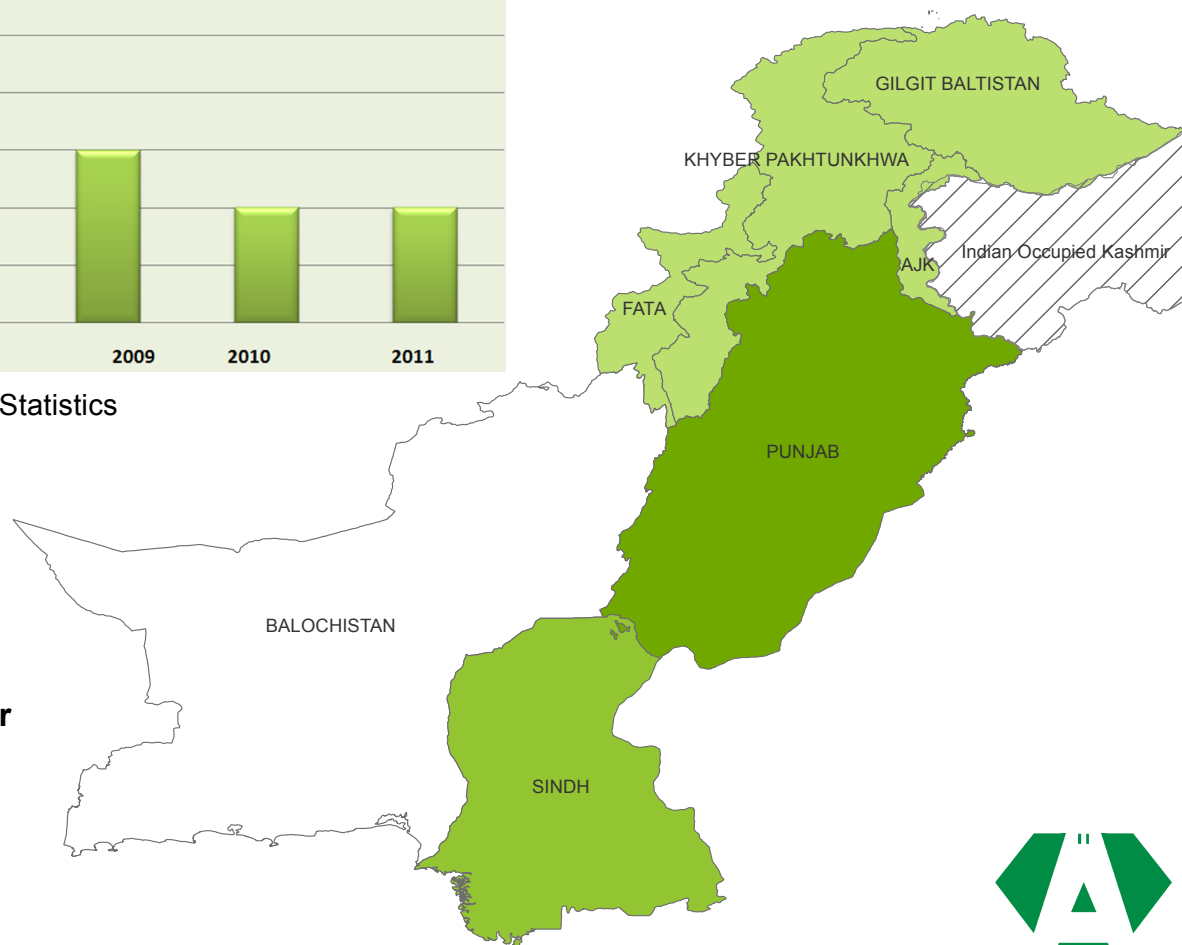 2009 2010 2011
Statistics
r
GILGIT BALTISTAN
KHYBER PAKHTUNKHWA
Indian Occupied Kashmir
AJK
FATA
PUNJAB
BALOCHISTAN
SINDH